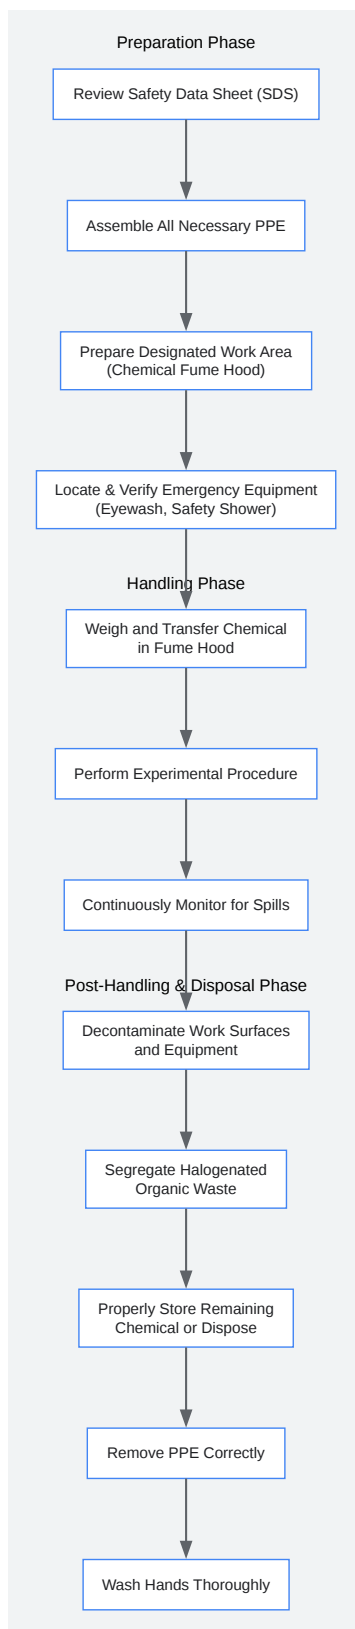 Preparation Phase
Review Safety Data Sheet (SDS)
Assemble All Necessary PPE
Prepare Designated Work Area
(Chemical Fume Hood)
Locate & Verify Emergency Equipment
(Eyewash, Safety Shower)
Handling Phase
Weigh and Transfer Chemical
in Fume Hood
Perform Experimental Procedure
Continuously Monitor for Spills
Post-Handling & Disposal Phase
Decontaminate Work Surfaces
and Equipment
Segregate Halogenated
Organic Waste
Properly Store Remaining
Chemical or Dispose
Remove PPE Correctly
Wash Hands Thoroughly